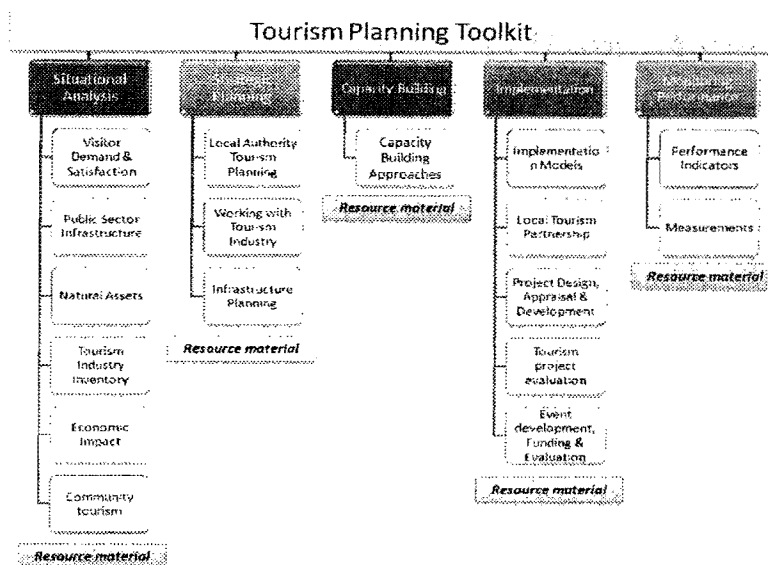 Tourism Planning Toolkit
Situational
Analysis
Visitor
Demand &
Satisfaction
Public Sector
Infrastructure
Natural Assets
Tourism
Industry
Inventory
Economic
Impact
Community
tourism
Resource material
Planning
Local Authority
Tourism
Planning
Working with
Tourism
Industry
Infrastructure
Planning
Resource material
Capacity Building
Capacity
Building
Approaches
Resource material
Implementation
Implementatio
n Models
Local Tourism
Partnership
Project Design,
Appraisal &
Development
Tourism
project
evaluation
Event
development,
Funding &
Evaluation
Resource material
Performance
Performance
Indicators
Measurements
Resource material